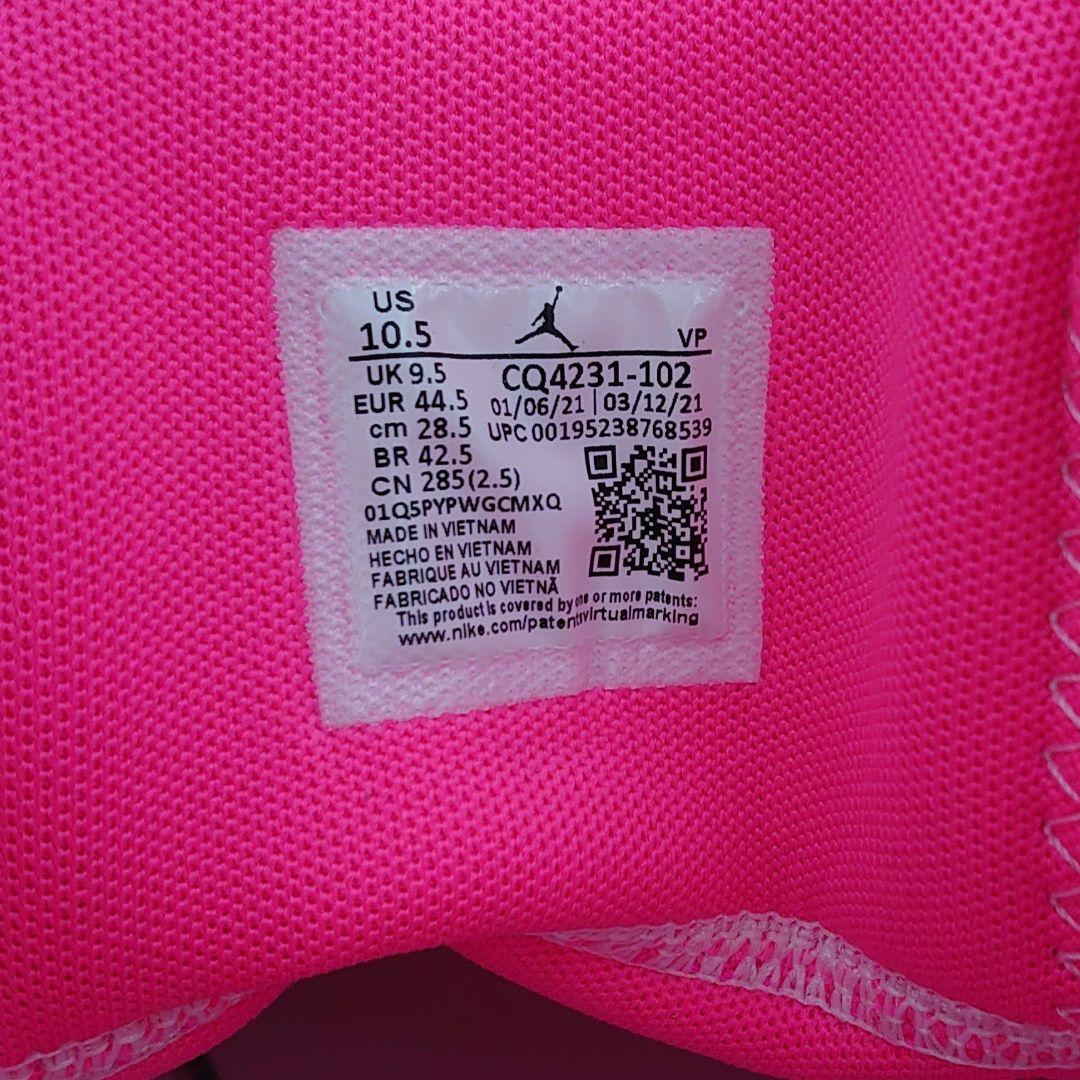 US
10.5
VP
UK 9.5
CQ4231-102
EUR 44.5
01/06/21 | 03/12/21
cm 28.5
UPC 00195238768539
BR 42.5
CN 285(2.5)
01Q5PYPWGCMXQ
MADE IN VIETNAM
HECHO EN VIETNAM
FABRIQUE AU VIETNAM
FABRICADO NO VIETNÃ
This product is covered by one or more patents:
www.nike.com/patentsvirtualmarking